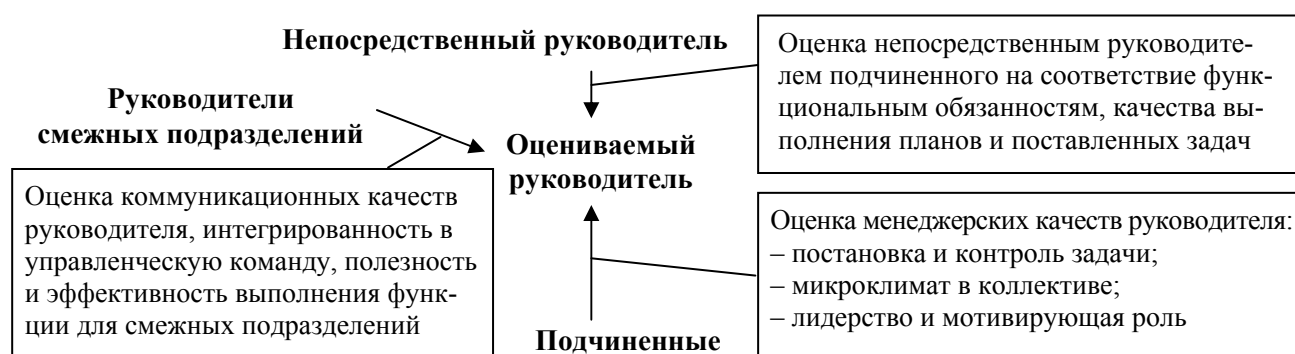 Непосредственный руководитель
Оценка непосредственным руководите-
лем подчиненного на соответствие функ-
циональным обязанностям, качества вы-
полнения планов и поставленных задач
Руководители
смежных подразделений
Оцениваемый
руководитель
Оценка коммуникационных качеств
руководителя, интегрированность в
управленческую команду, полезность
и эффективность выполнения функ-
ции для смежных подразделений
Оценка менеджерских качеств руководителя:
– постановка и контроль задачи;
– микроклимат в коллективе;
– лидерство и мотивирующая роль
Подчиненные